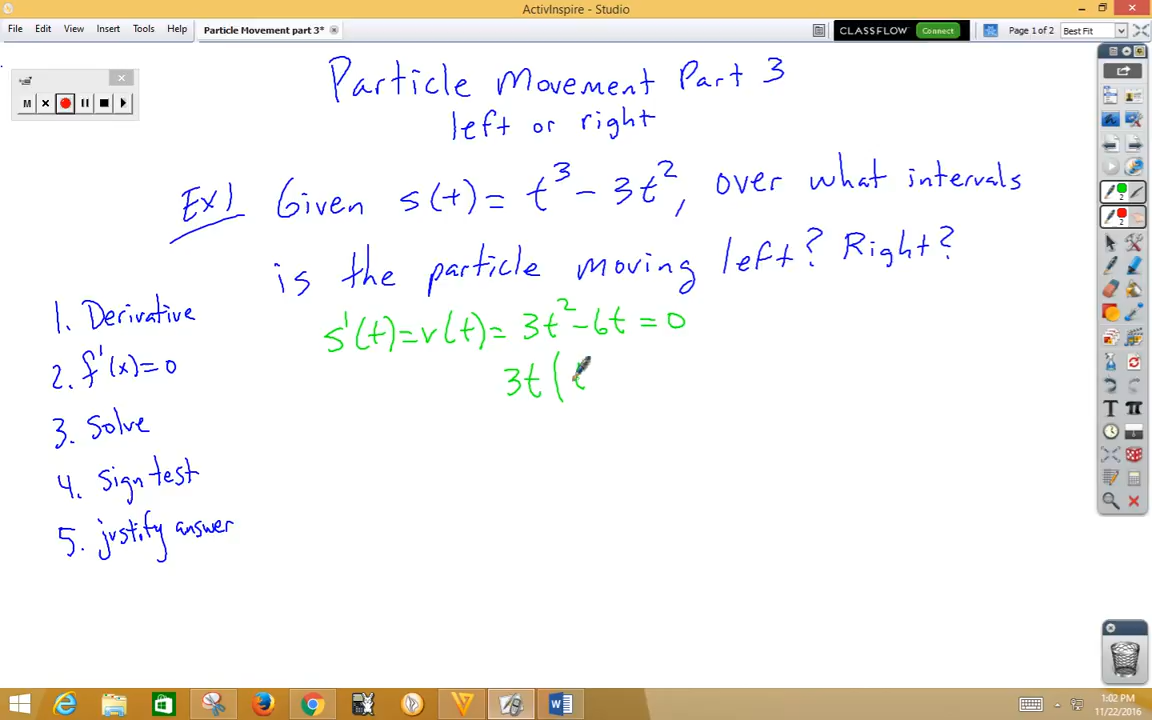 ActivInspire - Studio
File Edit View Insert Tools Help
Particle Movement part 3*
CLASSFLOW Connect
Page 1 of 2
Best Fit
M
2
2
Particle Movement Part 3
left or right
EX1 Given s(t) = t³ - 3t², over what intervals
is the particle moving left? Right?
1. Derivative
2. f'(x) = 0
3. Solve
4. sign test
5. justify answer
s'(t) = v(t) = 3t² - 6t = 0
3t (t
1:02 PM
11/22/2016